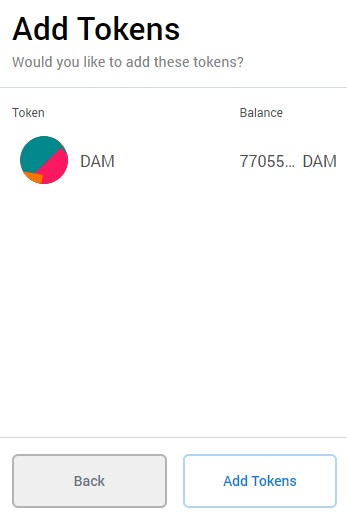 Add Tokens
Would you like to add these tokens?
Token Balance
DAM 77055... DAM
Back Add Tokens